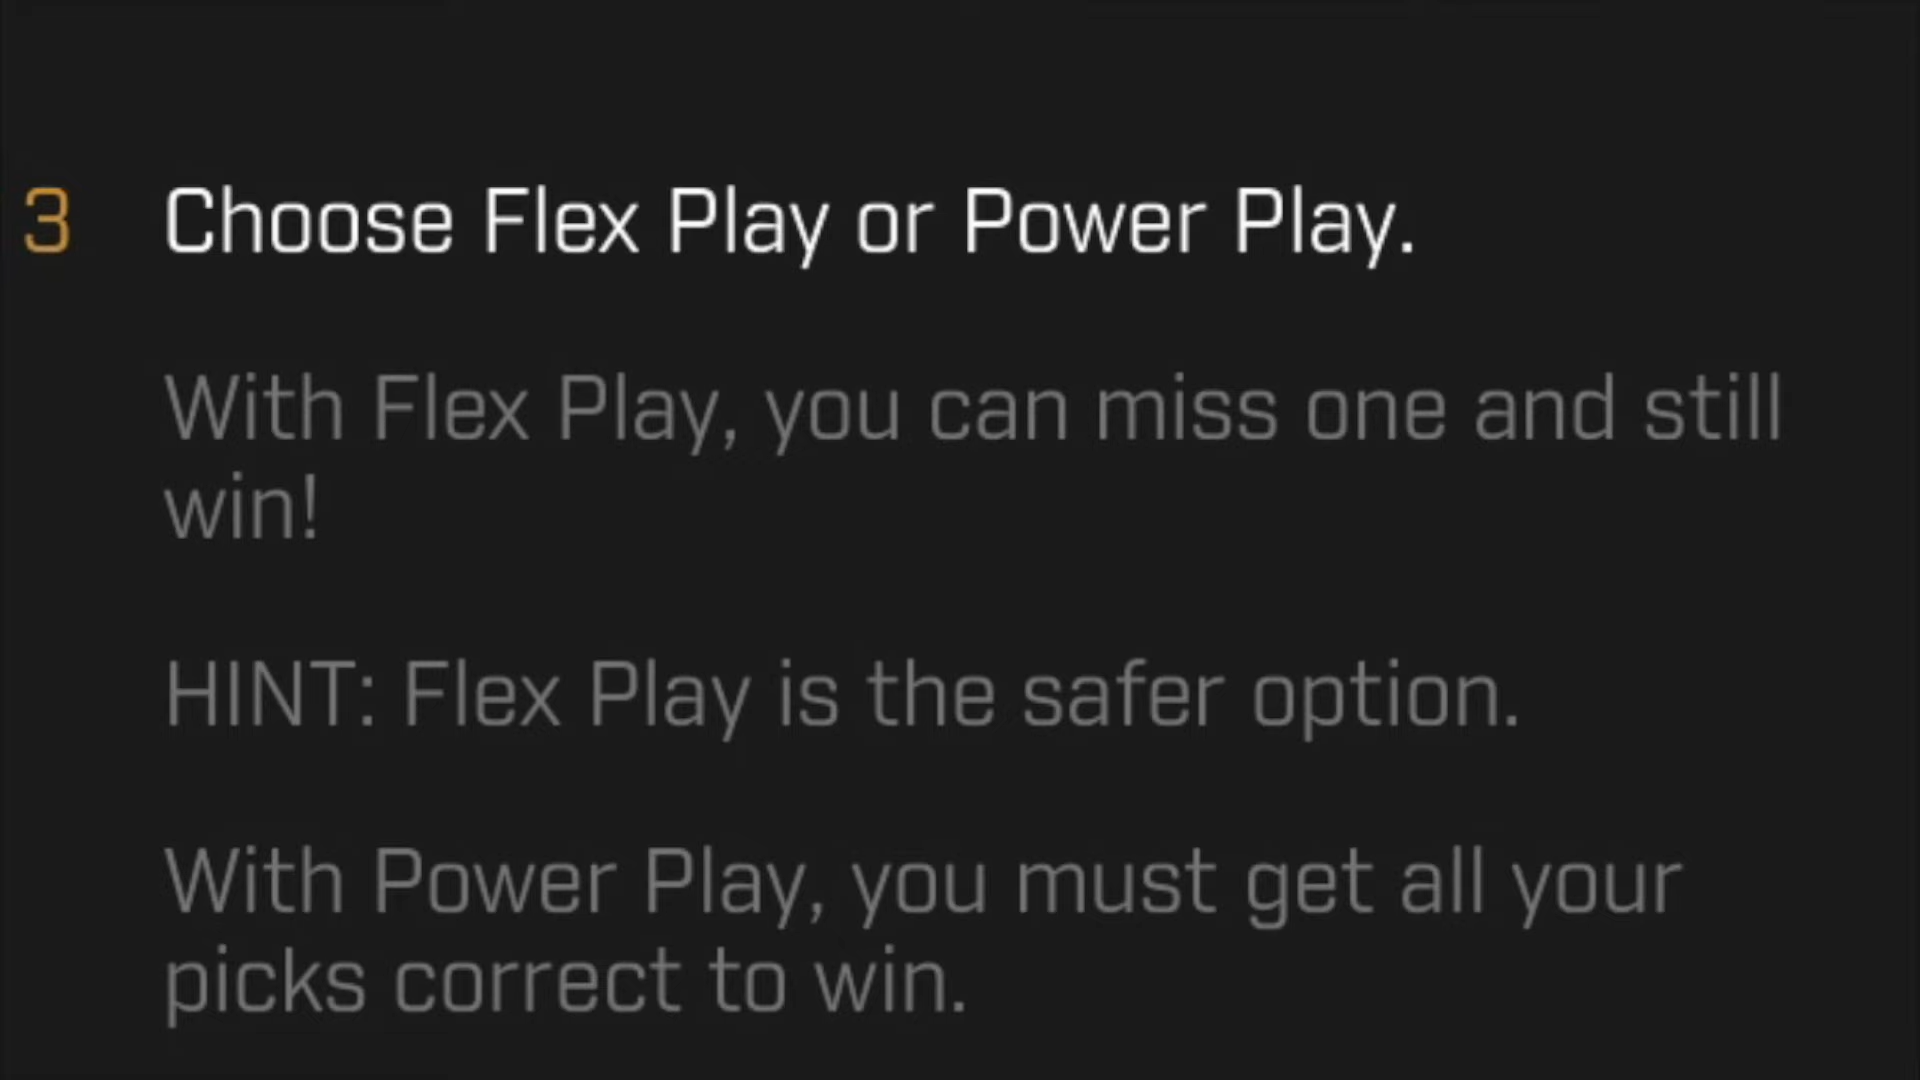 3 Choose Flex Play or Power Play.
With Flex Play, you can miss one and still
win!
HINT: Flex Play is the safer option.
With Power Play, you must get all your
picks correct to win.